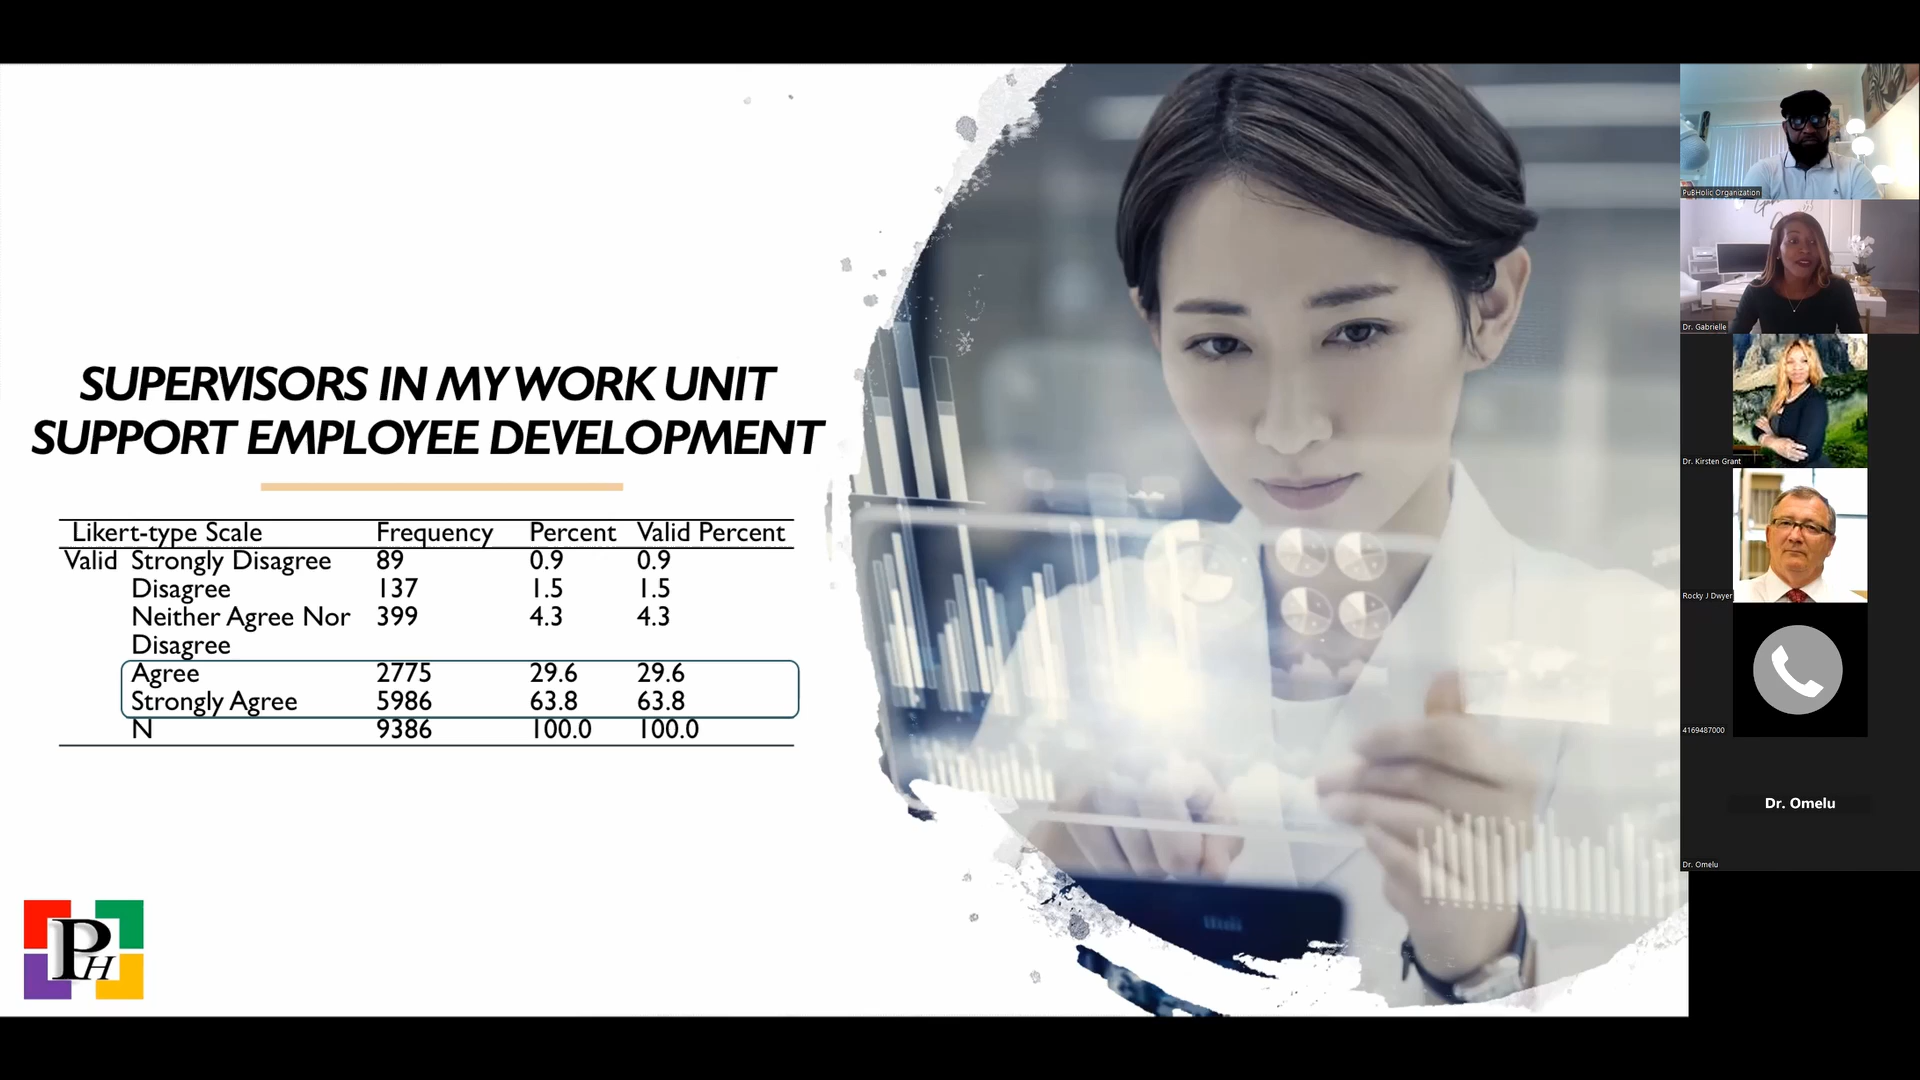 SUPERVISORS IN MY WORK UNIT
SUPPORT EMPLOYEE DEVELOPMENT
Likert-type Scale Frequency Percent Valid Percent
Valid Strongly Disagree 89 0.9 0.9
Disagree 137 1.5 1.5
Neither Agree Nor 399 4.3 4.3
Disagree
Agree 2775 29.6 29.6
Strongly Agree 5986 63.8 63.8
N 9386 100.0 100.0
PH
PuBHolic Organization
Dr. Gabrielle
Dr. Kirsten Grant
Rocky J Dwyer
4169487000
Dr. Omelu
Dr. Omelu